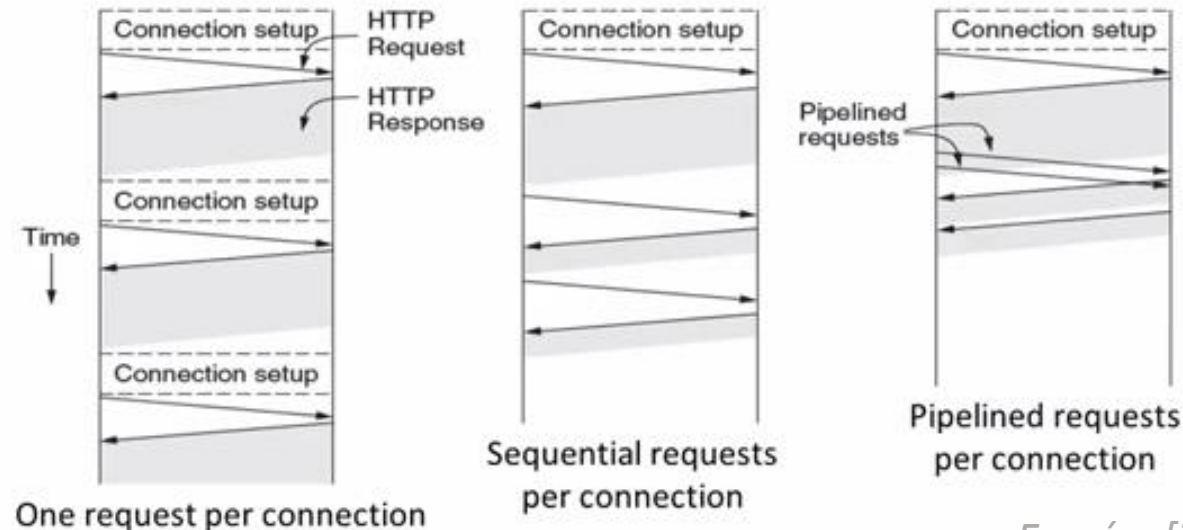 Connection setup
HTTP
Request
HTTP
Response
Connection setup
Time
Connection setup
One request per connection
Connection setup
Sequential requests
per connection
Connection setup
Pipelined
requests
Pipelined requests
per connection